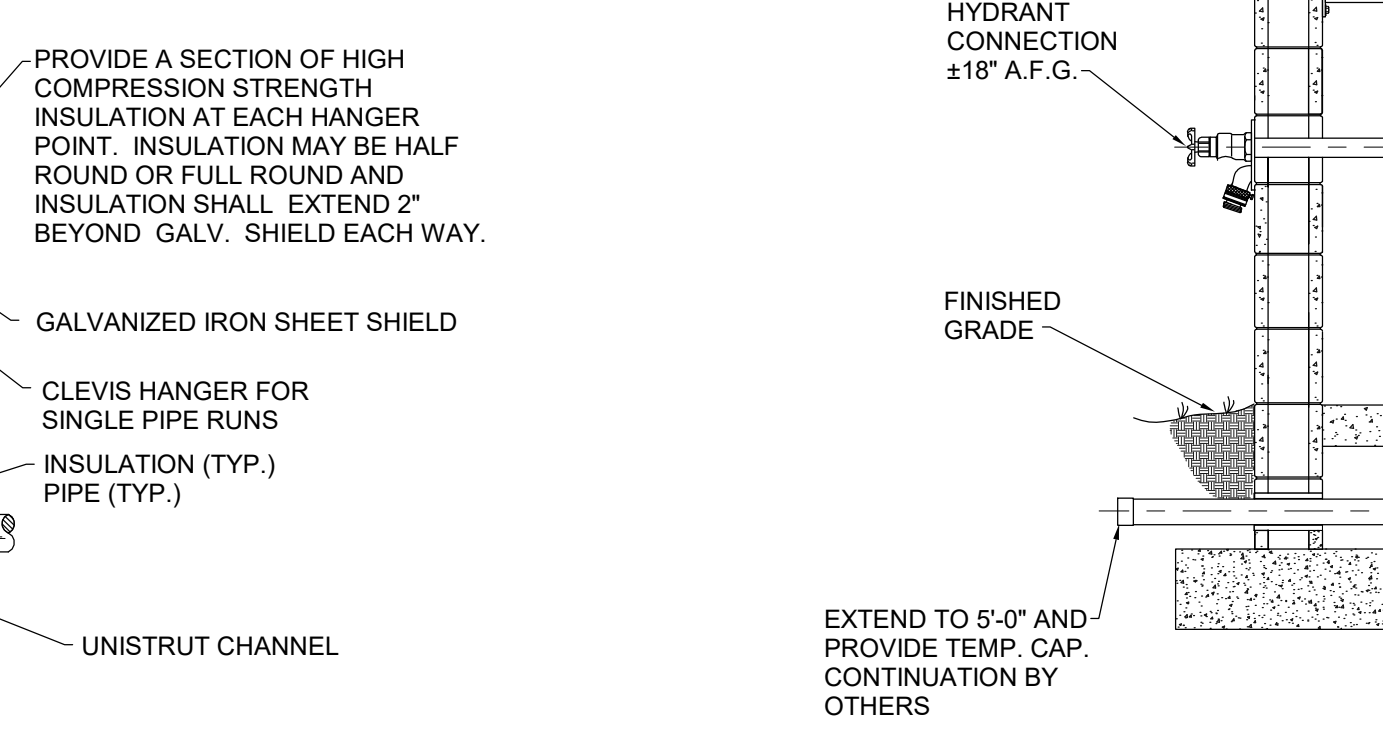 PROVIDE A SECTION OF HIGH
COMPRESSION STRENGTH
INSULATION AT EACH HANGER
POINT. INSULATION MAY BE HALF
ROUND OR FULL ROUND AND
INSULATION SHALL EXTEND 2"
BEYOND GALV. SHIELD EACH WAY.
GALVANIZED IRON SHEET SHIELD
CLEVIS HANGER FOR
SINGLE PIPE RUNS
INSULATION (TYP.)
PIPE (TYP.)
UNISTRUT CHANNEL
HYDRANT
CONNECTION
±18" A.F.G.
FINISHED
GRADE
EXTEND TO 5'-0" AND
PROVIDE TEMP. CAP.
CONTINUATION BY
OTHERS